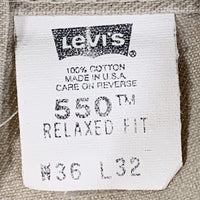 LEVI'S
100% COTTON
MADE IN U.S.A.
CARE ON REVERSE
550™
RELAXED FIT
W36 L32